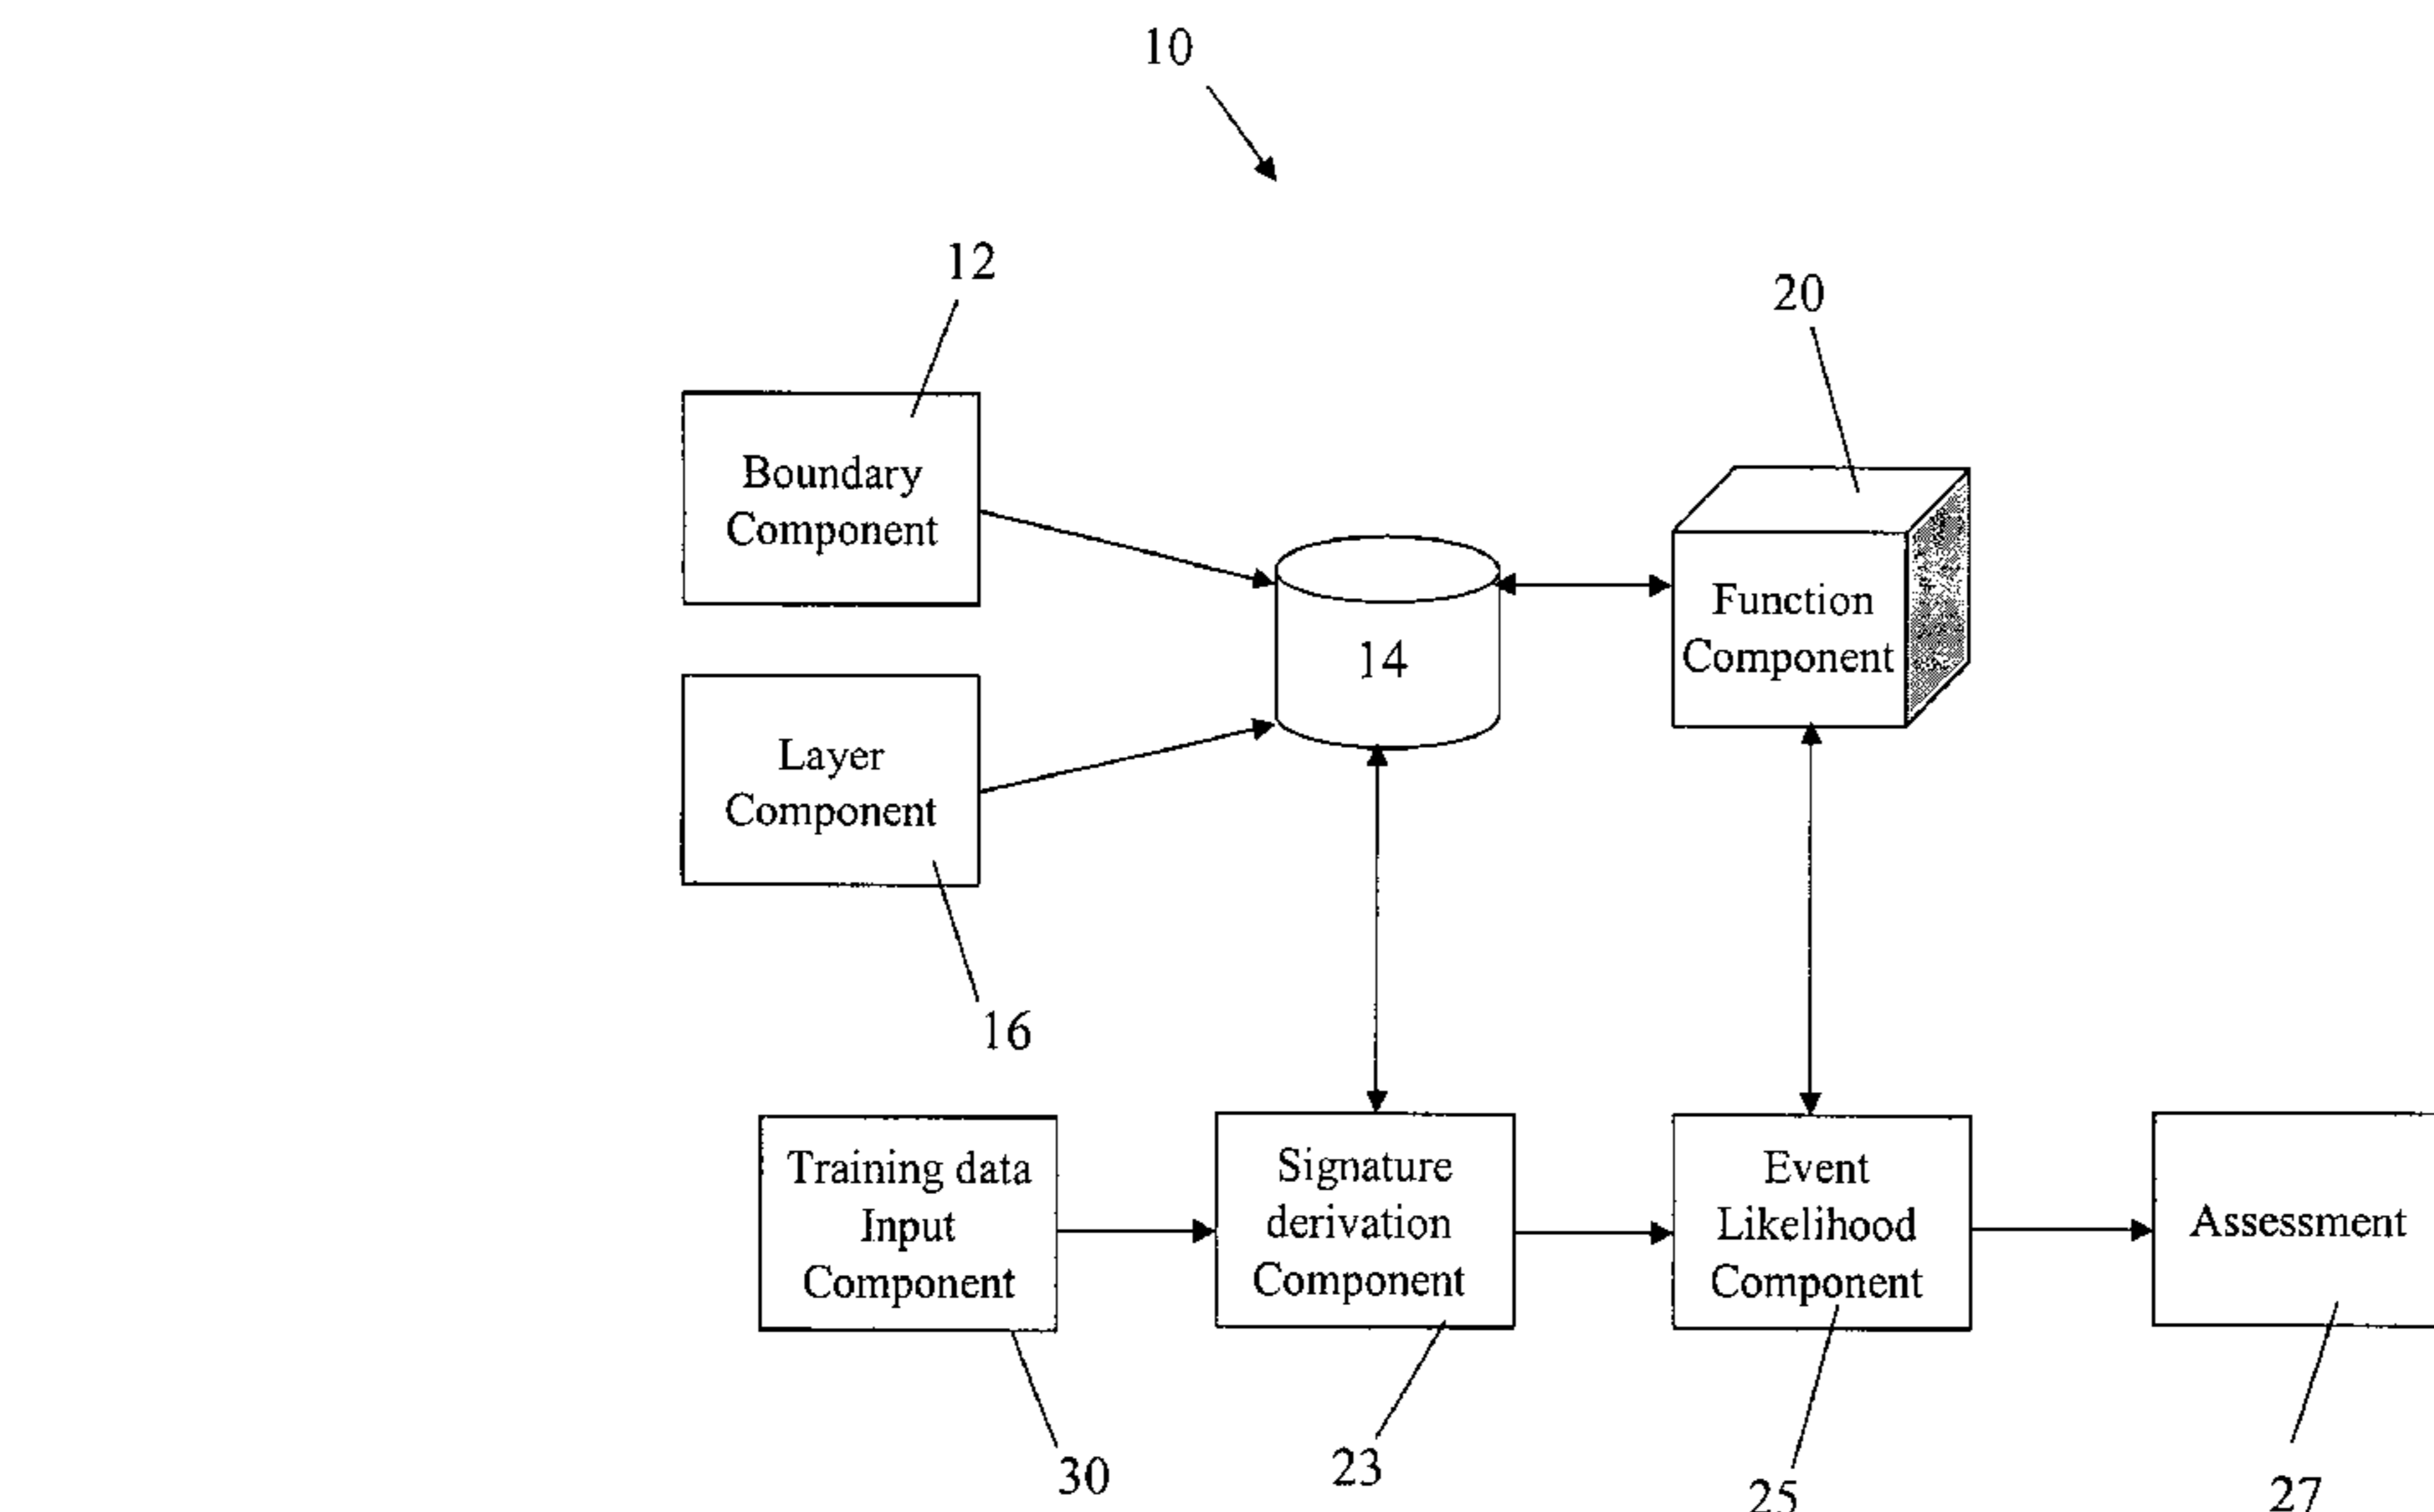 10
12
20
Boundary
Component
Function
Component
14
Layer
Component
16
Training data
Input
Component
Signature
derivation
Component
Event
Likelihood
Component
Assessment
30
23
25
27